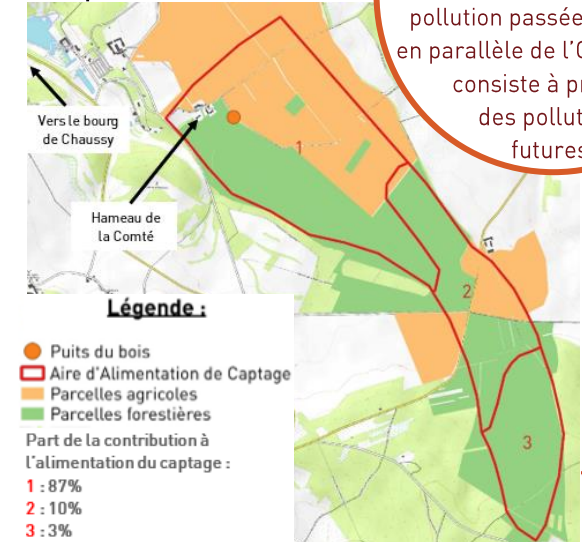 pollution passée
en parallèle de l'
consiste à pr
des pollut
futures
Vers le bourg
de Chaussy
Hameau de
la Comté
1
2
3
Légende :
Puits du bois
Aire d'Alimentation de Captage
Parcelles agricoles
Parcelles forestières
Part de la contribution à
l'alimentation du captage :
1 : 87%
2 : 10%
3 : 3%